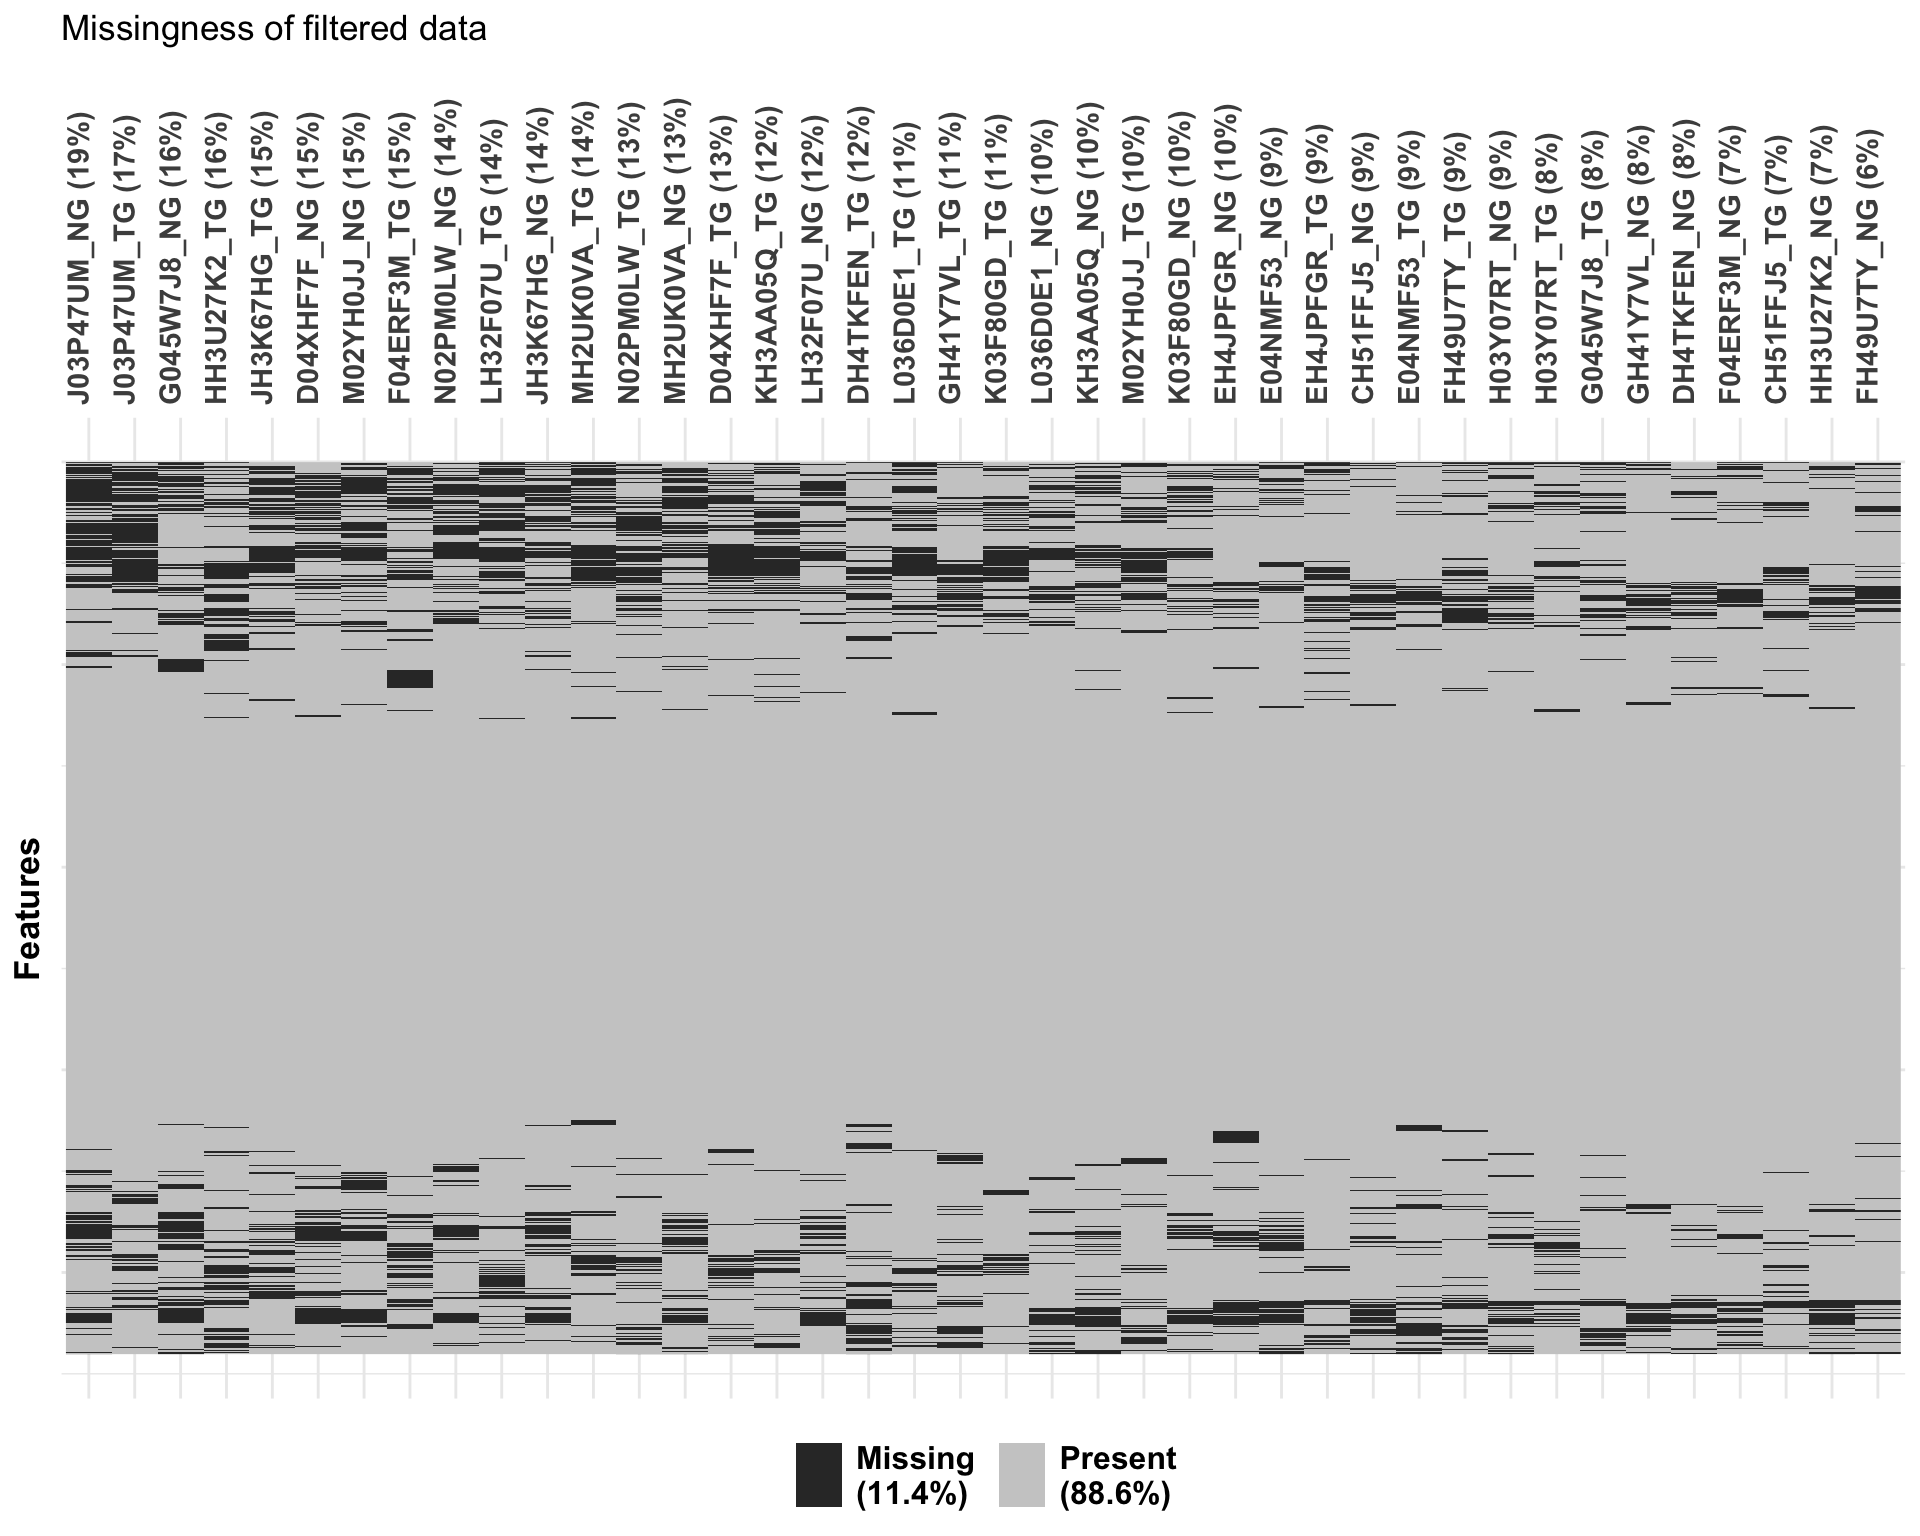 Missingness of filtered data
J03P47UM_NG (19%)
J03P47UM_TG (17%)
G045W7J8_NG (16%)
HH3U27K2_TG (16%)
JH3K67HG_TG (15%)
D04XHF7F_NG (15%)
M02YH0JJ_NG (15%)
F04ERF3M_TG (15%)
N02PM0LW_NG (14%)
LH32F07U_TG (14%)
JH3K67HG_NG (14%)
MH2UK0VA_TG (14%)
N02PM0LW_TG (13%)
MH2UK0VA_NG (13%)
D04XHF7F_TG (13%)
KH3AA05Q_TG (12%)
LH32F07U_NG (12%)
DH4TKFEN_TG (12%)
L036D0E1_TG (11%)
GH41Y7VL_TG (11%)
K03F80GD_TG (11%)
L036D0E1_NG (10%)
KH3AA05Q_NG (10%)
M02YH0JJ_TG (10%)
K03F80GD_NG (10%)
EH4JPFGR_NG (10%)
E04NMF53_NG (9%)
EH4JPFGR_TG (9%)
CH51FFJ5_NG (9%)
E04NMF53_TG (9%)
FH49U7TY_TG (9%)
H03Y07RT_NG (9%)
H03Y07RT_TG (8%)
G045W7J8_TG (8%)
GH41Y7VL_NG (8%)
DH4TKFEN_NG (8%)
F04ERF3M_NG (7%)
CH51FFJ5_TG (7%)
HH3U27K2_NG (7%)
FH49U7TY_NG (6%)
Features
Missing
(11.4%)
Present
(88.6%)